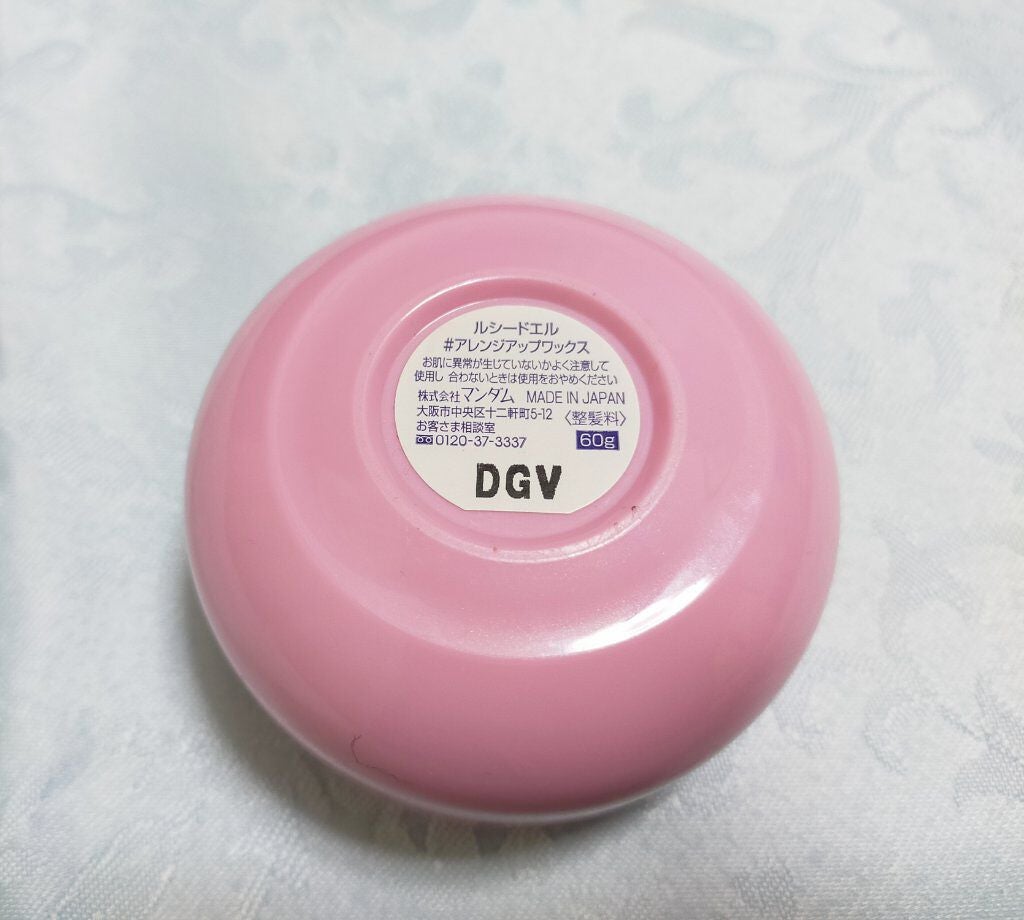 ルシードエル
#アレンジアップワックス
お肌に異常が生じていないかよく注意して
使用し 合わないときは使用をおやめください
株式会社マンダム MADE IN JAPAN
大阪市中央区十二軒町5-12 〈整髪料〉
お客さま相談室
0120-37-3337 60g
DGV